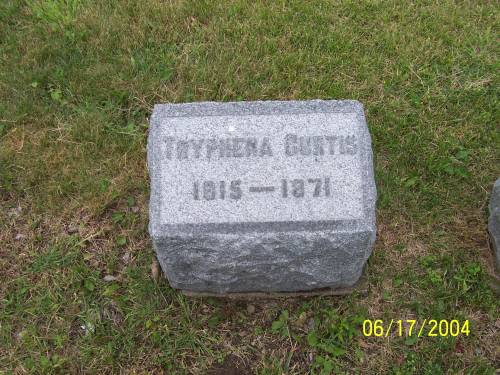 TRYPHENA CURTIS
1815 — 1871
06/17/2004